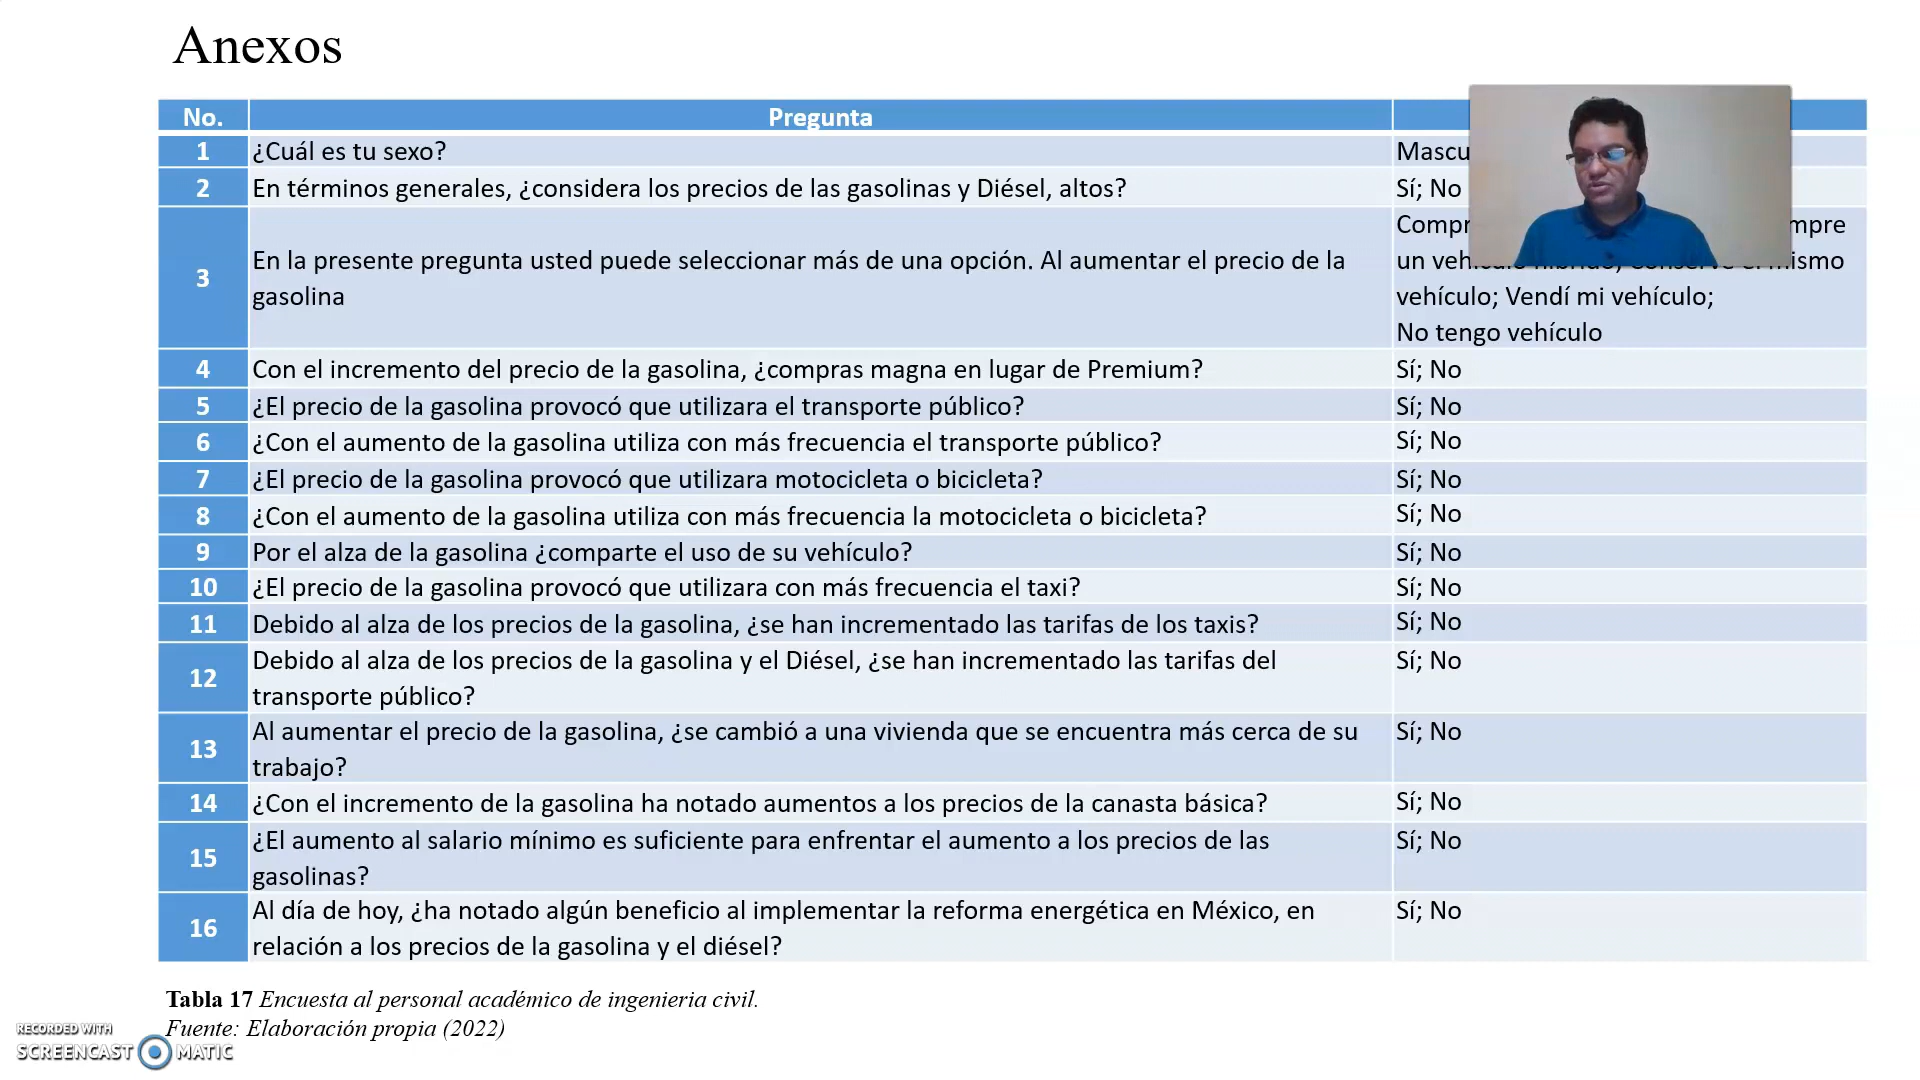 Anexos
No. Pregunta
1 ¿Cuál es tu sexo?
2 En términos generales, ¿considera los precios de las gasolinas y Diésel, altos? Sí; No
3 En la presente pregunta usted puede seleccionar más de una opción. Al aumentar el precio de la
gasolina
un
mismo
vehículo; Vendí mi vehículo;
No tengo vehículo
4 Con el incremento del precio de la gasolina, ¿compras magna en lugar de Premium? Sí; No
5 ¿El precio de la gasolina provocó que utilizara el transporte público? Sí; No
6 ¿Con el aumento de la gasolina utiliza con más frecuencia el transporte público? Sí; No
7 ¿El precio de la gasolina provocó que utilizara motocicleta o bicicleta? Sí; No
8 ¿Con el aumento de la gasolina utiliza con más frecuencia la motocicleta o bicicleta? Sí; No
9 Por el alza de la gasolina ¿comparte el uso de su vehículo? Sí; No
10 ¿El precio de la gasolina provocó que utilizara con más frecuencia el taxi? Sí; No
11 Debido al alza de los precios de la gasolina, ¿se han incrementado las tarifas de los taxis? Sí; No
12 Debido al alza de los precios de la gasolina y el Diésel, ¿se han incrementado las tarifas del
transporte público? Sí; No
13 Al aumentar el precio de la gasolina, ¿se cambió a una vivienda que se encuentra más cerca de su
trabajo? Sí; No
14 ¿Con el incremento de la gasolina ha notado aumentos a los precios de la canasta básica? Sí; No
15 ¿El aumento al salario mínimo es suficiente para enfrentar el aumento a los precios de las
gasolinas? Sí; No
16 Al día de hoy, ¿ha notado algún beneficio al implementar la reforma energética en México, en
relación a los precios de la gasolina y el diésel? Sí; No
Tabla 17 Encuesta al personal académico de ingenieria civil.
Fuente: Elaboración propia (2022)
RECORDED WITH
SCREENCAST MATIC